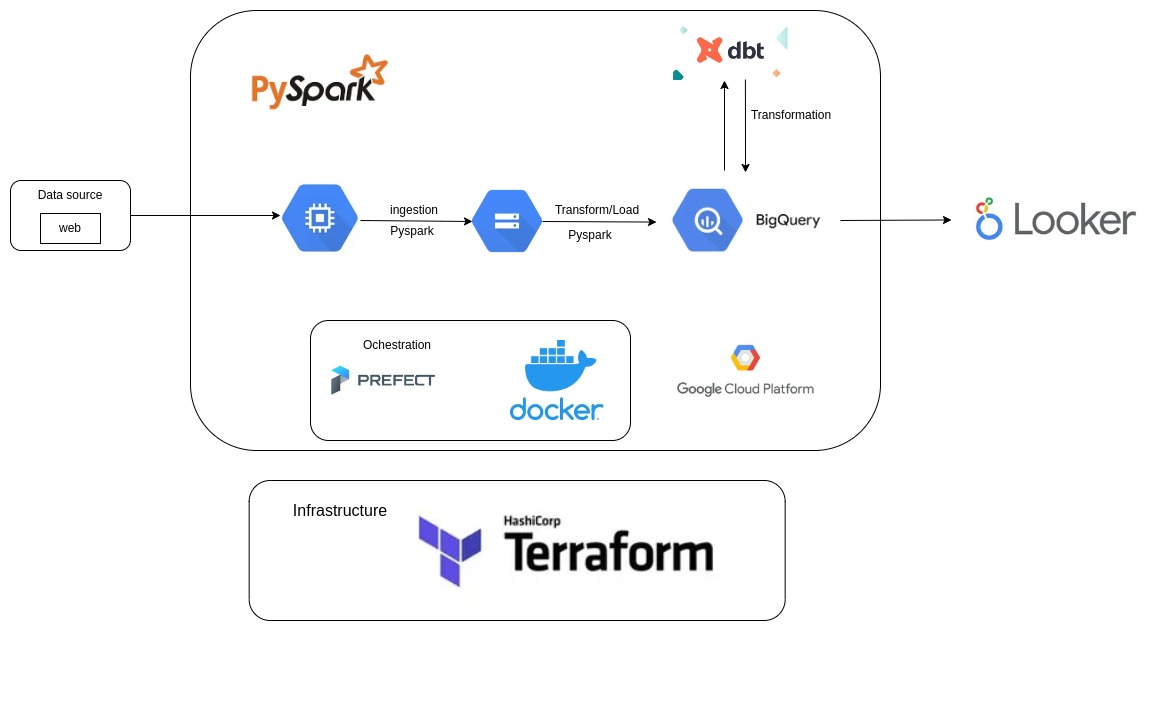 PySpark
dbt
Transformation
Data source
web
ingestion
Pyspark
Transform/Load
Pyspark
BigQuery
Looker
Ochestration
PREFECT
docker
Google Cloud Platform
Infrastructure
HashiCorp
Terraform